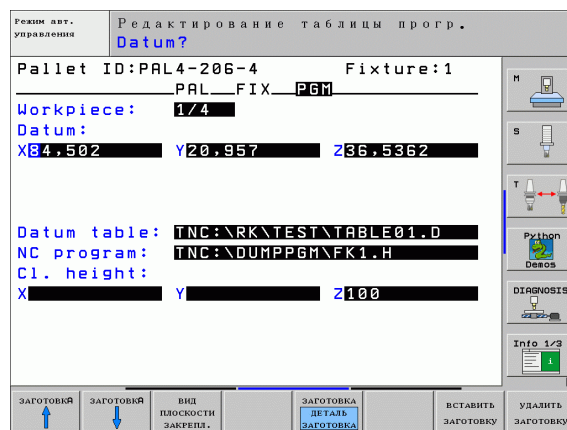 Режим авт.
управления
Редактирование таблицы прогр.
Datum?
Pallet ID:PAL4-206-4 Fixture:1
PAL FIX PGM
Workpiece: 1/4
Datum:
X84,502 Y20,957 Z36,5362
Datum table: TNC:\RK\TEST\TABLE01.D
NC program: TNC:\DUMPPGM\FK1.H
Cl. height:
X Y Z100
M
S
T
Python
Demos
DIAGNOSIS
Info 1/3
i
ЗАГОТОВКА
ЗАГОТОВКА
ВИД
ПЛОСКОСТИ
ЗАКРЕПЛ.
ЗАГОТОВКА
ДЕТАЛЬ
ЗАГОТОВКА
ВСТАВИТЬ
ЗАГОТОВКУ
УДАЛИТЬ
ЗАГОТОВКУ